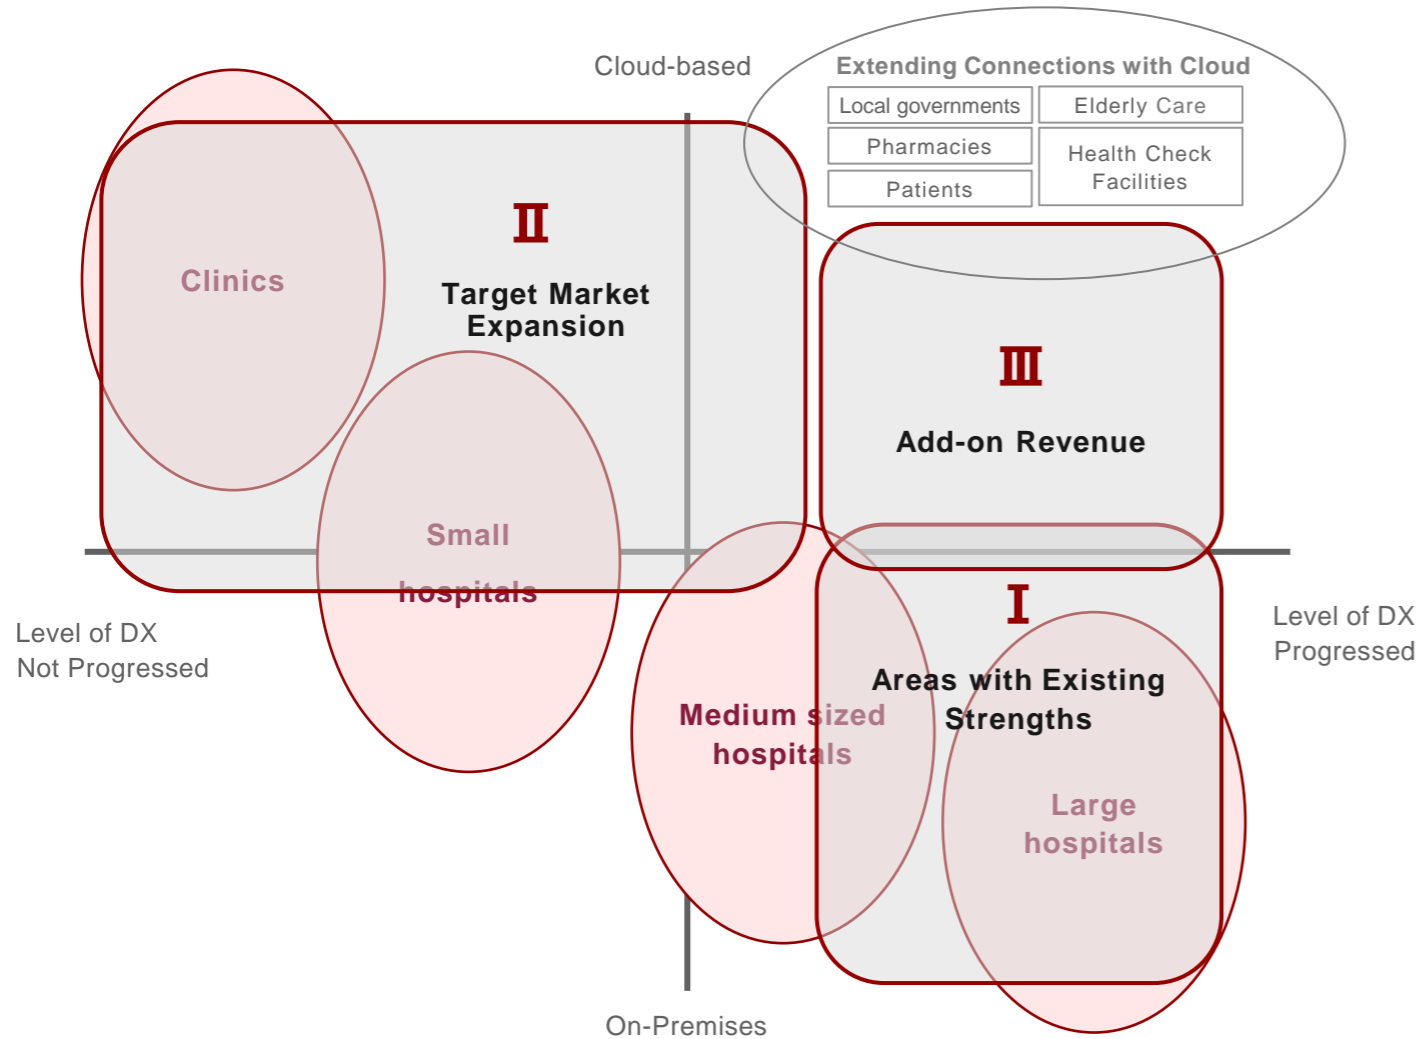 Cloud-based
Extending Connections with Cloud
Local governments
Elderly Care
Pharmacies
Health Check
Facilities
Patients
II
Clinics
Target Market
Expansion
III
Add-on Revenue
Small
hospitals
I
Level of DX
Not Progressed
Level of DX
Progressed
Areas with Existing
Strengths
Medium sized
hospitals
Large
hospitals
On-Premises